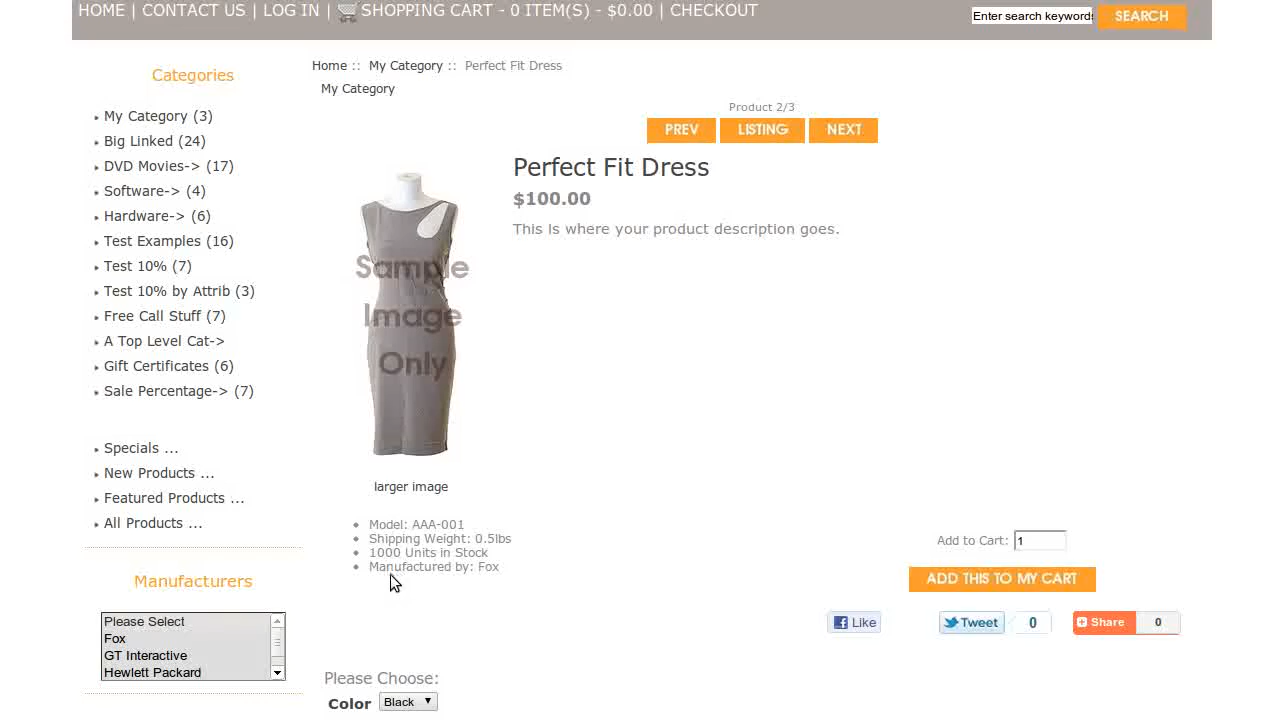 HOME | CONTACT US | LOG IN | SHOPPING CART - 0 ITEM(S) - $0.00 | CHECKOUT
Enter search keywords
SEARCH
Categories
My Category (3)
Big Linked (24)
DVD Movies-> (17)
Software-> (4)
Hardware-> (6)
Test Examples (16)
Test 10% (7)
Test 10% by Attrib (3)
Free Call Stuff (7)
A Top Level Cat->
Gift Certificates (6)
Sale Percentage-> (7)
Specials ...
New Products ...
Featured Products ...
All Products ...
Manufacturers
Please Select
Fox
GT Interactive
Hewlett Packard
Home :: My Category :: Perfect Fit Dress
My Category
Product 2/3
PREV LISTING NEXT
Perfect Fit Dress
$100.00
This is where your product description goes.
Sample
Image
Only
larger image
Model: AAA-001
Shipping Weight: 0.5lbs
1000 Units in Stock
Manufactured by: Fox
Add to Cart: 1
ADD THIS TO MY CART
Like
Tweet 0
Share 0
Please Choose:
Color Black